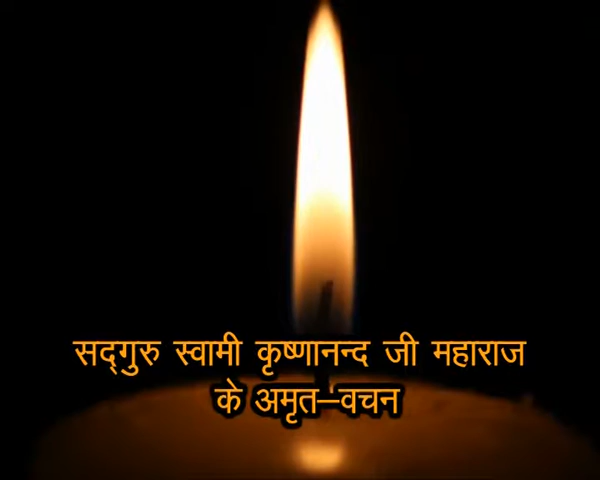 सद्गुरु स्वामी कृष्णानन्द जी महाराज
के अमृत–वचन